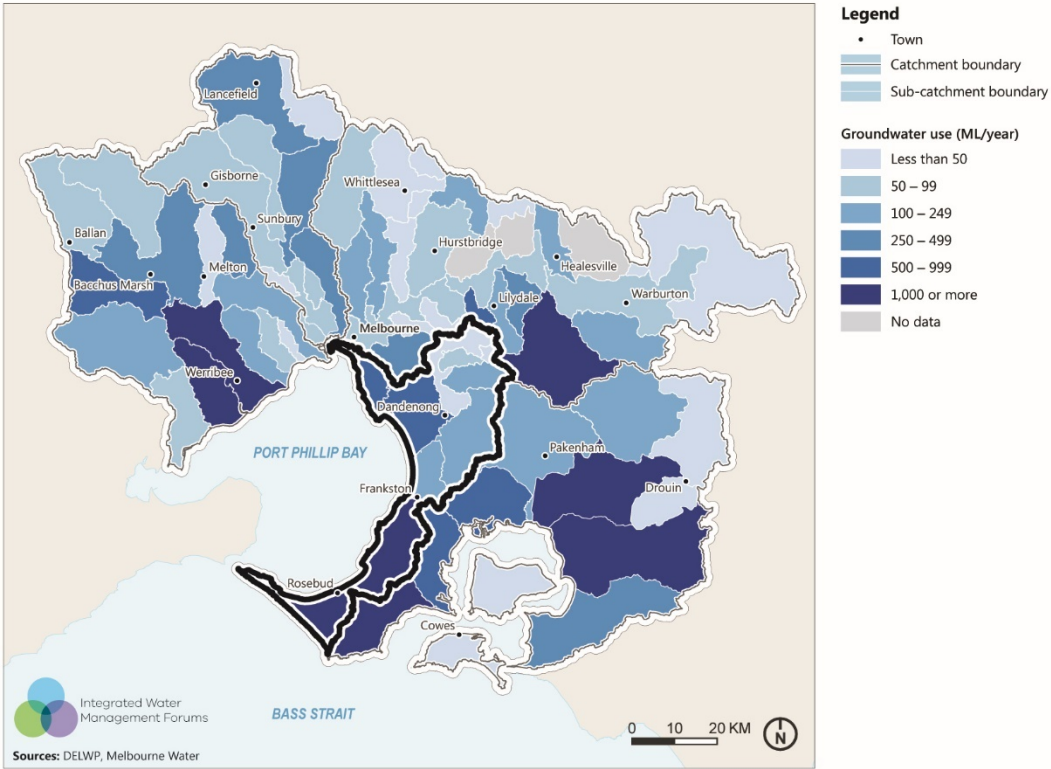 Lancefield
Gisborne
Whittlesea
Sunbury
Ballan
Hurstbridge
Healesville
Melton
Bacchus Marsh
Lilydale
Warburton
Melbourne
Werribee
Dandenong
PORT PHILLIP BAY
Pakenham
Frankston
Drouin
Rosebud
Cowes
Integrated Water
Management Forums
BASS STRAIT
0 10 20 KM
N
Sources: DELWP, Melbourne Water
Legend
Town
Catchment boundary
Sub-catchment boundary
Groundwater use (ML/year)
Less than 50
50 – 99
100 – 249
250 – 499
500 – 999
1,000 or more
No data